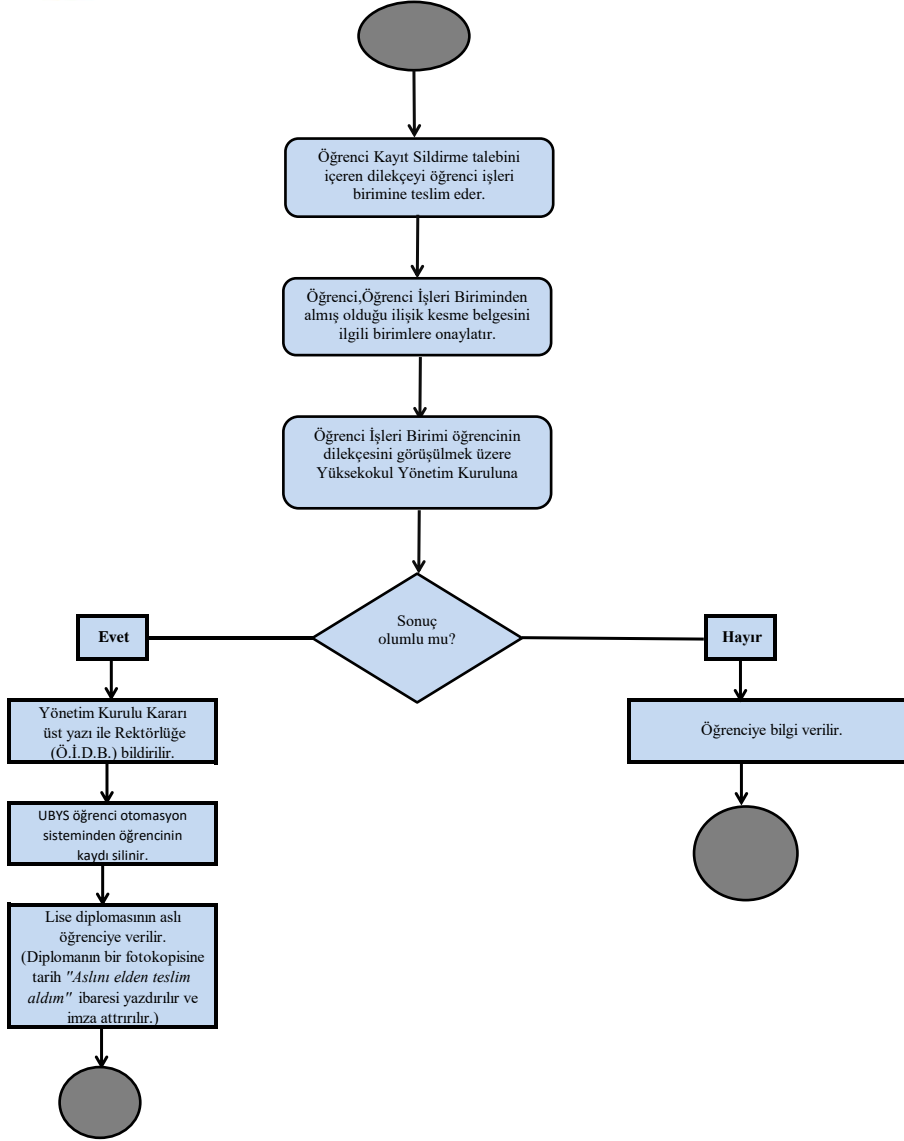 Öğrenci Kayıt Sildirme talebini
içeren dilekçeyi öğrenci işleri
birimine teslim eder.
Öğrenci,Öğrenci İşleri Biriminden
almış olduğu ilişik kesme belgesini
ilgili birimlere onaylatır.
Öğrenci İşleri Birimi öğrencinin
dilekçesini görüşülmek üzere
Yüksekokul Yönetim Kuruluna
Sonuç
olumlu mu?
Evet
Hayır
Yönetim Kurulu Kararı
üst yazı ile Rektörlüğe
(Ö.İ.D.B.) bildirilir.
Öğrenciye bilgi verilir.
UBYS öğrenci otomasyon
sisteminden öğrencinin
kaydı silinir.
Lise diplomasının aslı
öğrenciye verilir.
(Diplomanın bir fotokopisine
tarih "Aslını elden teslim
aldım" ibaresi yazdırılır ve
imza attrırılır.)